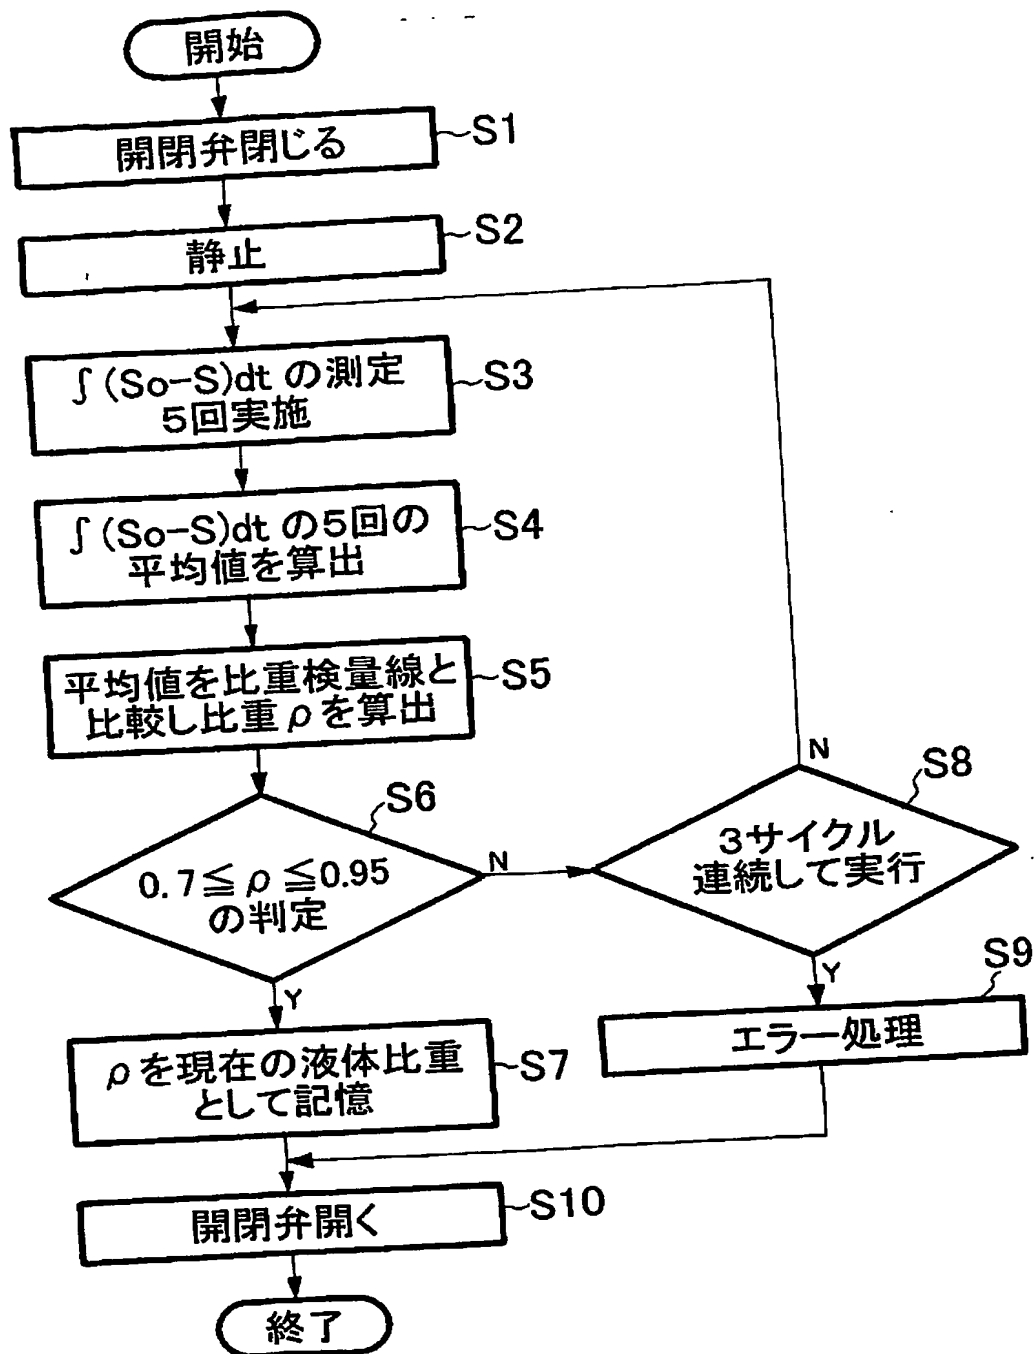 開始
開閉弁閉じる
S1
静止
S2
∫(So-S)dt の測定
5回実施
S3
∫(So-S)dt の5回の
平均値を算出
S4
平均値を比重検量線と
比較し比重ρを算出
S5
0.7≦ρ≦0.95
の判定
S6
N
Y
3サイクル
連続して実行
S8
N
Y
エラー処理
S9
ρを現在の液体比重
として記憶
S7
開閉弁開く
S10
終了